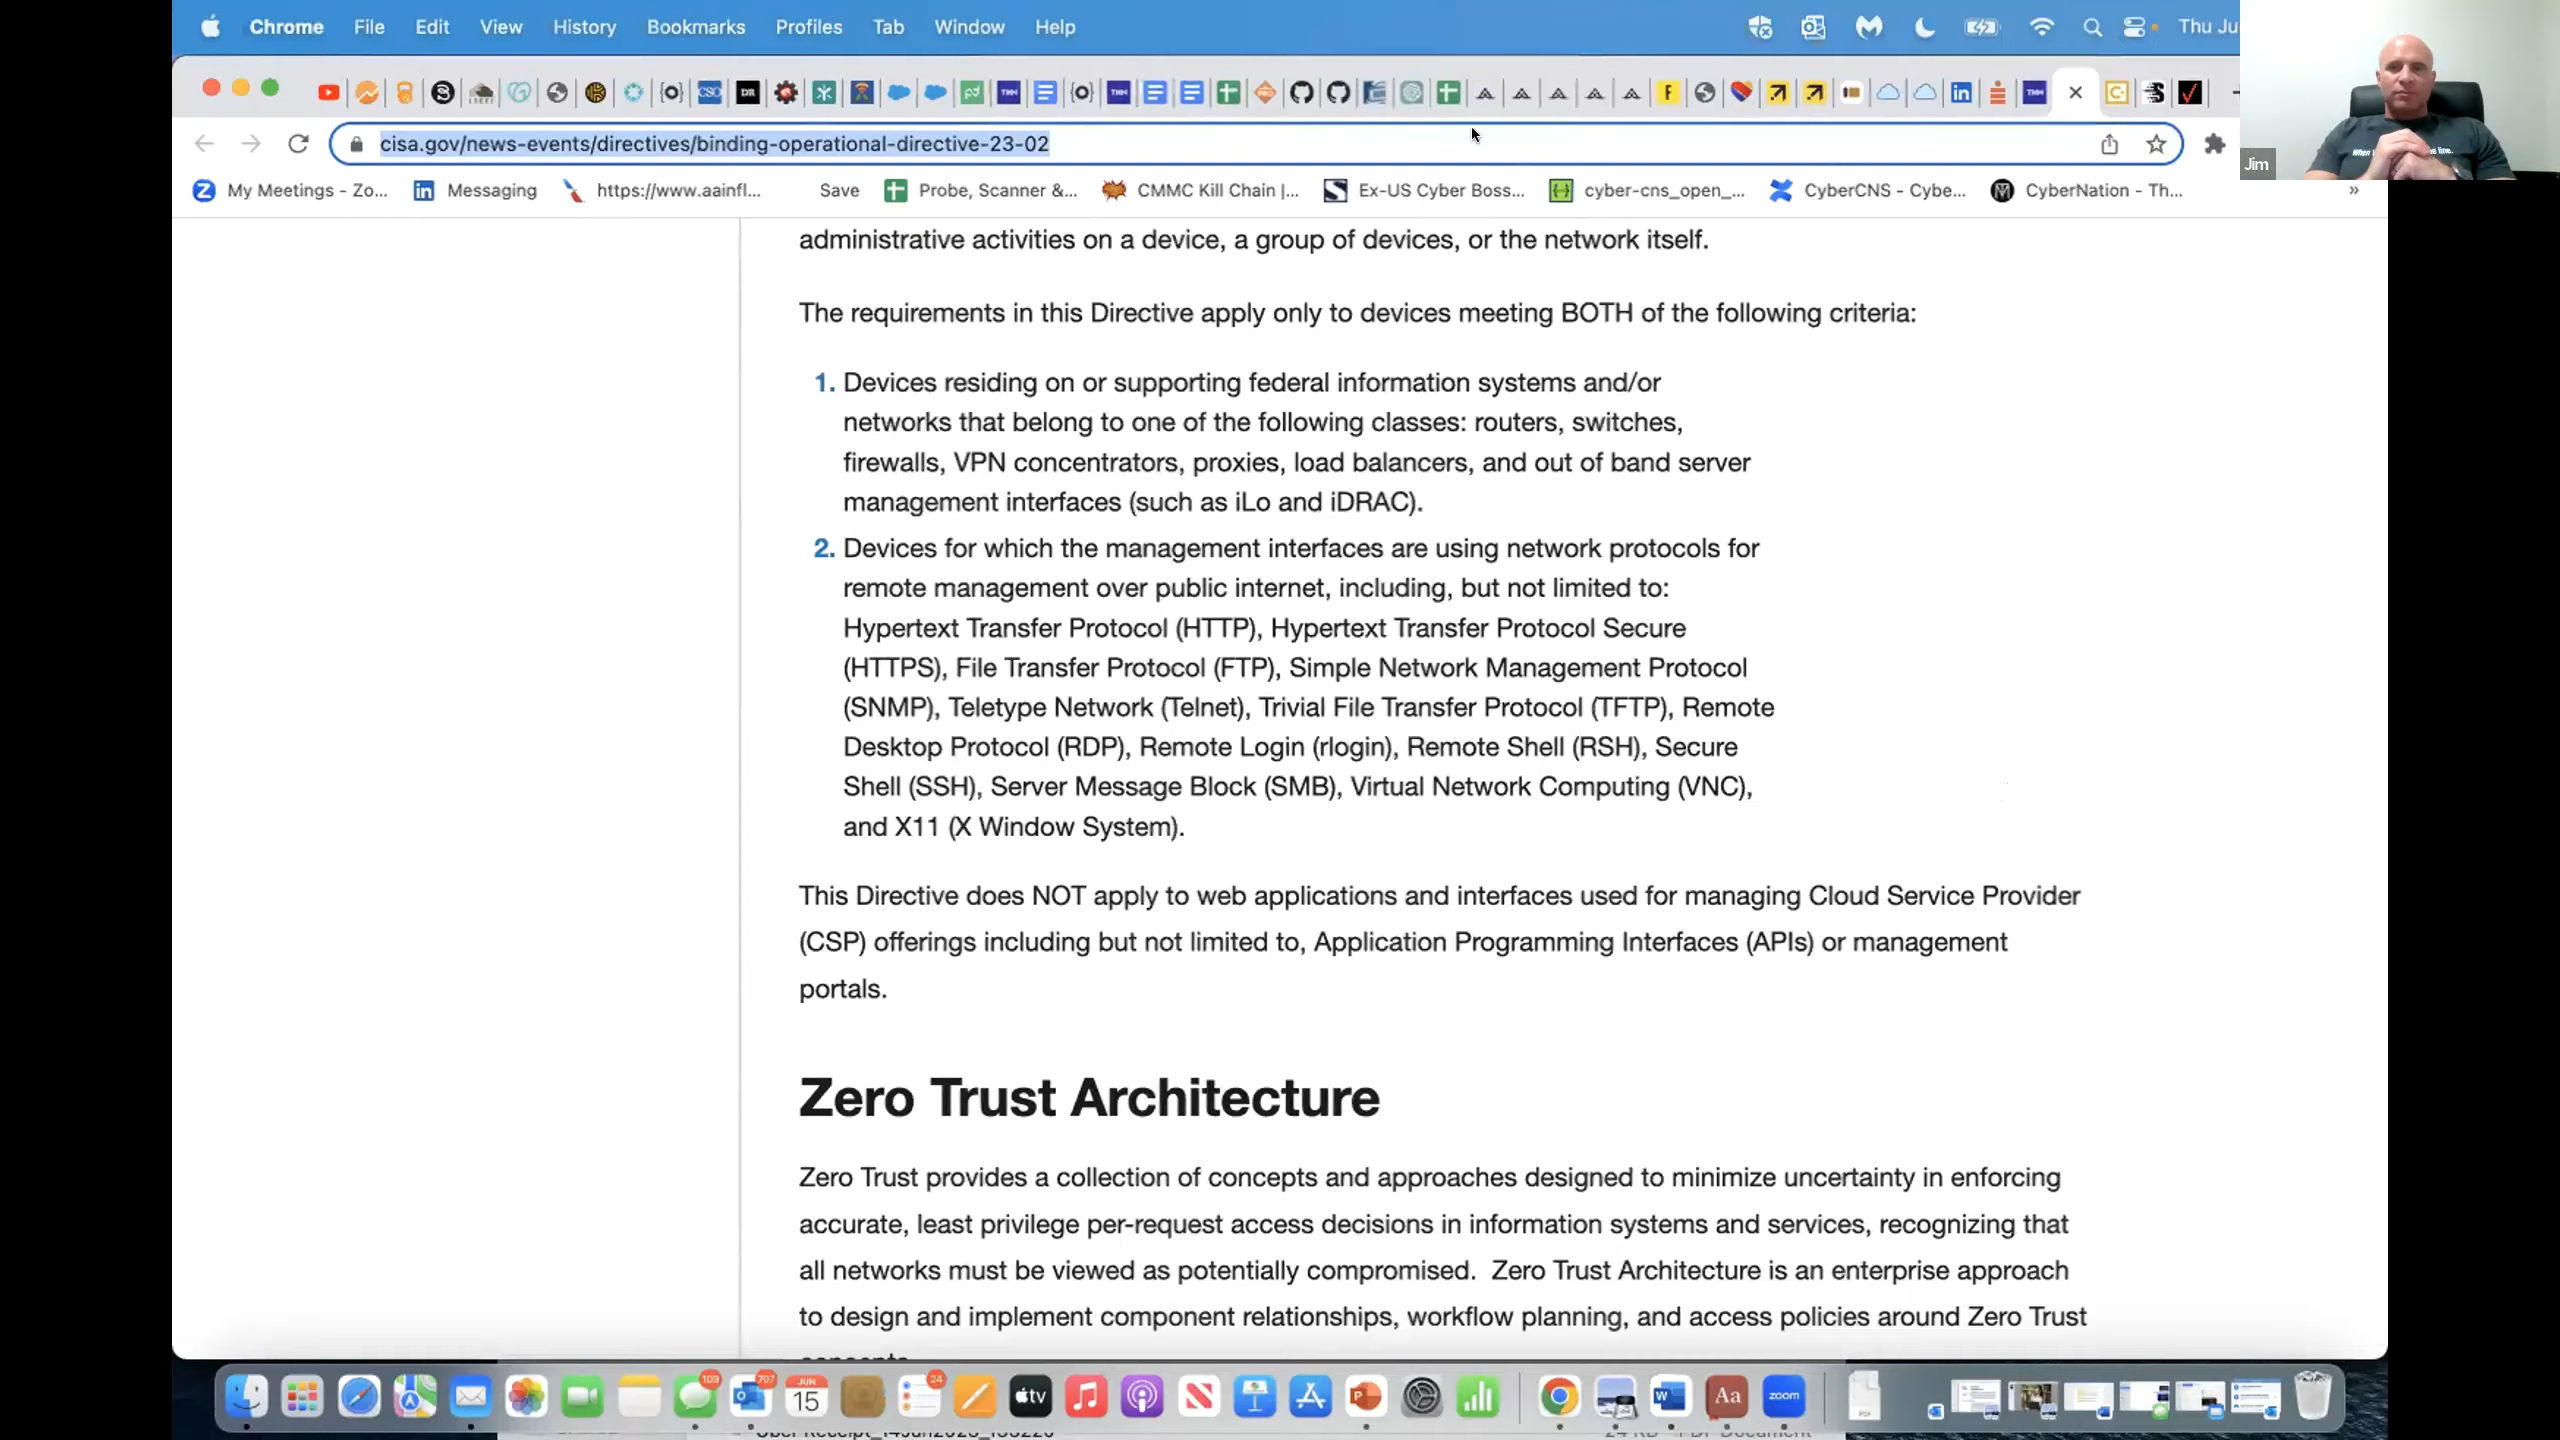 Chrome File Edit View History Bookmarks Profiles Tab Window Help Thu Ju
cisa.gov/news-events/directives/binding-operational-directive-23-02
Jim
My Meetings - Zo... Messaging https://www.aainfl... Save Probe, Scanner &... CMMC Kill Chain |... Ex-US Cyber Boss... cyber-cns_open_... CyberCNS - Cybe... CyberNation - Th... »
administrative activities on a device, a group of devices, or the network itself.
The requirements in this Directive apply only to devices meeting BOTH of the following criteria:
1. Devices residing on or supporting federal information systems and/or
networks that belong to one of the following classes: routers, switches,
firewalls, VPN concentrators, proxies, load balancers, and out of band server
management interfaces (such as iLo and iDRAC).
2. Devices for which the management interfaces are using network protocols for
remote management over public internet, including, but not limited to:
Hypertext Transfer Protocol (HTTP), Hypertext Transfer Protocol Secure
(HTTPS), File Transfer Protocol (FTP), Simple Network Management Protocol
(SNMP), Teletype Network (Telnet), Trivial File Transfer Protocol (TFTP), Remote
Desktop Protocol (RDP), Remote Login (rlogin), Remote Shell (RSH), Secure
Shell (SSH), Server Message Block (SMB), Virtual Network Computing (VNC),
and X11 (X Window System).
This Directive does NOT apply to web applications and interfaces used for managing Cloud Service Provider
(CSP) offerings including but not limited to, Application Programming Interfaces (APIs) or management
portals.
Zero Trust Architecture
Zero Trust provides a collection of concepts and approaches designed to minimize uncertainty in enforcing
accurate, least privilege per-request access decisions in information systems and services, recognizing that
all networks must be viewed as potentially compromised. Zero Trust Architecture is an enterprise approach
to design and implement component relationships, workflow planning, and access policies around Zero Trust
109 707 JUN 15 24 tv Aa zoom